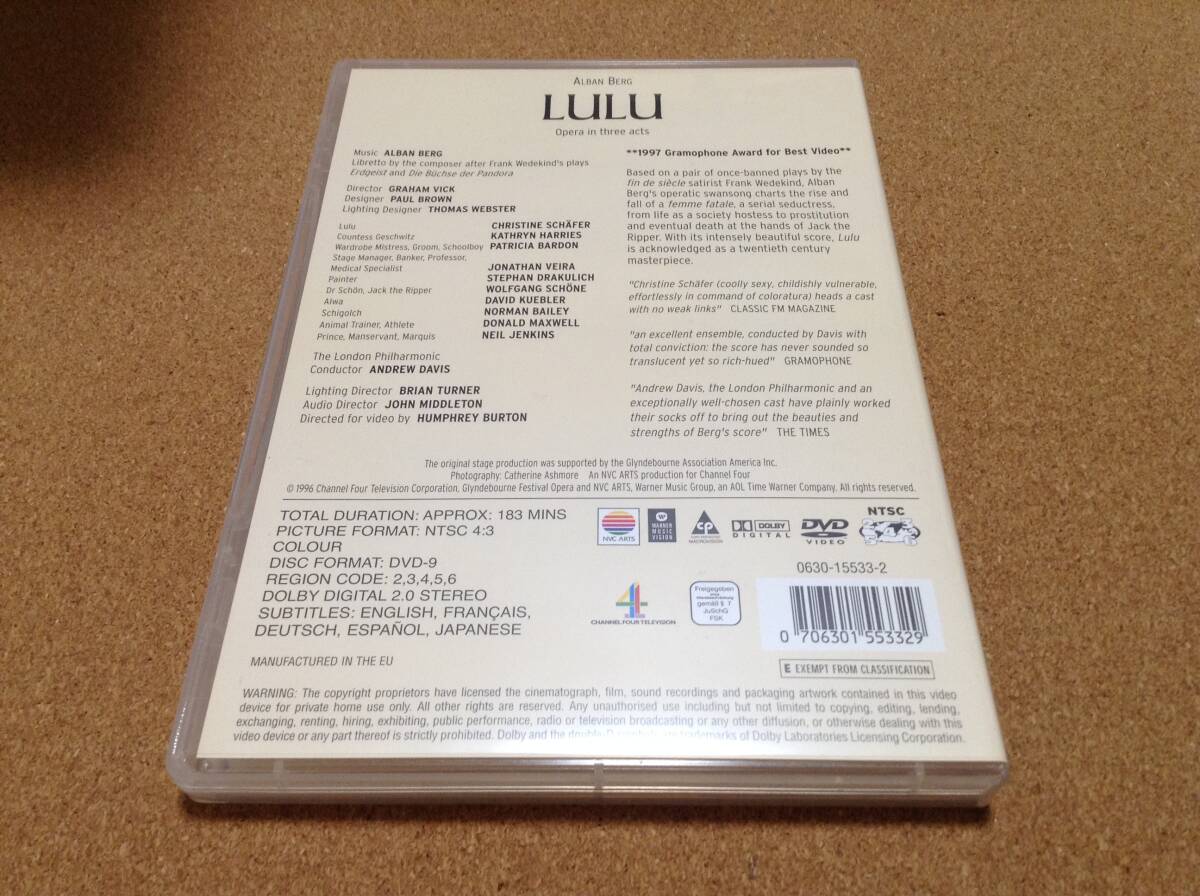 ALBAN BERG
LULU
Opera in three acts
Music ALBAN BERG
Libretto by the composer after Frank Wedekind's plays
Erdgeist and Die Büchse der Pandora
Director GRAHAM VICK
Designer PAUL BROWN
Lighting Designer THOMAS WEBSTER
Lulu CHRISTINE SCHÄFER
Countess Geschwitz KATHRYN HARRIES
Wardrobe Mistress, Groom, Schoolboy PATRICIA BARDON
Stage Manager, Banker, Professor,
Medical Specialist JONATHAN VEIRA
Painter STEPHAN DRAKULICH
Dr Schön, Jack the Ripper WOLFGANG SCHÖNE
Alwa DAVID KUEBLER
Schigolch NORMAN BAILEY
Animal Trainer, Athlete DONALD MAXWELL
Prince, Manservant, Marquis NEIL JENKINS
The London Philharmonic
Conductor ANDREW DAVIS
Lighting Director BRIAN TURNER
Audio Director JOHN MIDDLETON
Directed for video by HUMPHREY BURTON
**1997 Gramophone Award for Best Video**
Based on a pair of once-banned plays by the
fin de siècle satirist Frank Wedekind, Alban
Berg's operatic swansong charts the rise and
fall of a femme fatale, a serial seductress,
from life as a society hostess to prostitution
and eventual death at the hands of Jack the
Ripper. With its intensely beautiful score, Lulu
is acknowledged as a twentieth century
masterpiece.
"Christine Schäfer (coolly sexy, childishly vulnerable,
effortlessly in command of coloratura) heads a cast
with no weak links" CLASSIC FM MAGAZINE
"an excellent ensemble, conducted by Davis with
total conviction: the score has never sounded so
translucent yet so rich-hued" GRAMOPHONE
"Andrew Davis, the London Philharmonic and an
exceptionally well-chosen cast have plainly worked
their socks off to bring out the beauties and
strengths of Berg's score" THE TIMES
The original stage production was supported by the Glyndebourne Association America Inc.
Photography: Catherine Ashmore An NVC ARTS production for Channel Four
© 1996 Channel Four Television Corporation, Glyndebourne Festival Opera and NVC ARTS, Warner Music Group, an AOL Time Warner Company. All rights reserved.
TOTAL DURATION: APPROX: 183 MINS
PICTURE FORMAT: NTSC 4:3
COLOUR
DISC FORMAT: DVD-9
REGION CODE: 2,3,4,5,6
DOLBY DIGITAL 2.0 STEREO
SUBTITLES: ENGLISH, FRANÇAIS,
DEUTSCH, ESPAÑOL, JAPANESE
MANUFACTURED IN THE EU
NVC ARTS
WARNER
MUSIC
VISION
CP
MACROVISION
DOLBY
DIGITAL
DVD
VIDEO
NTSC
0630-15533-2
4
CHANNEL FOUR TELEVISION
Freigegeben
gemäß § 7
JuSchG
FSK
0 706301 553329
E EXEMPT FROM CLASSIFICATION
WARNING: The copyright proprietors have licensed the cinematograph, film, sound recordings and packaging artwork contained in this video
device for private home use only. All other rights are reserved. Any unauthorised use including but not limited to copying, editing, lending,
exchanging, renting, hiring, exhibiting, public performance, radio or television broadcasting or any other diffusion, or otherwise dealing with this
video device or any part thereof is strictly prohibited. Dolby and the double-D are trademarks of Dolby Laboratories Licensing Corporation.